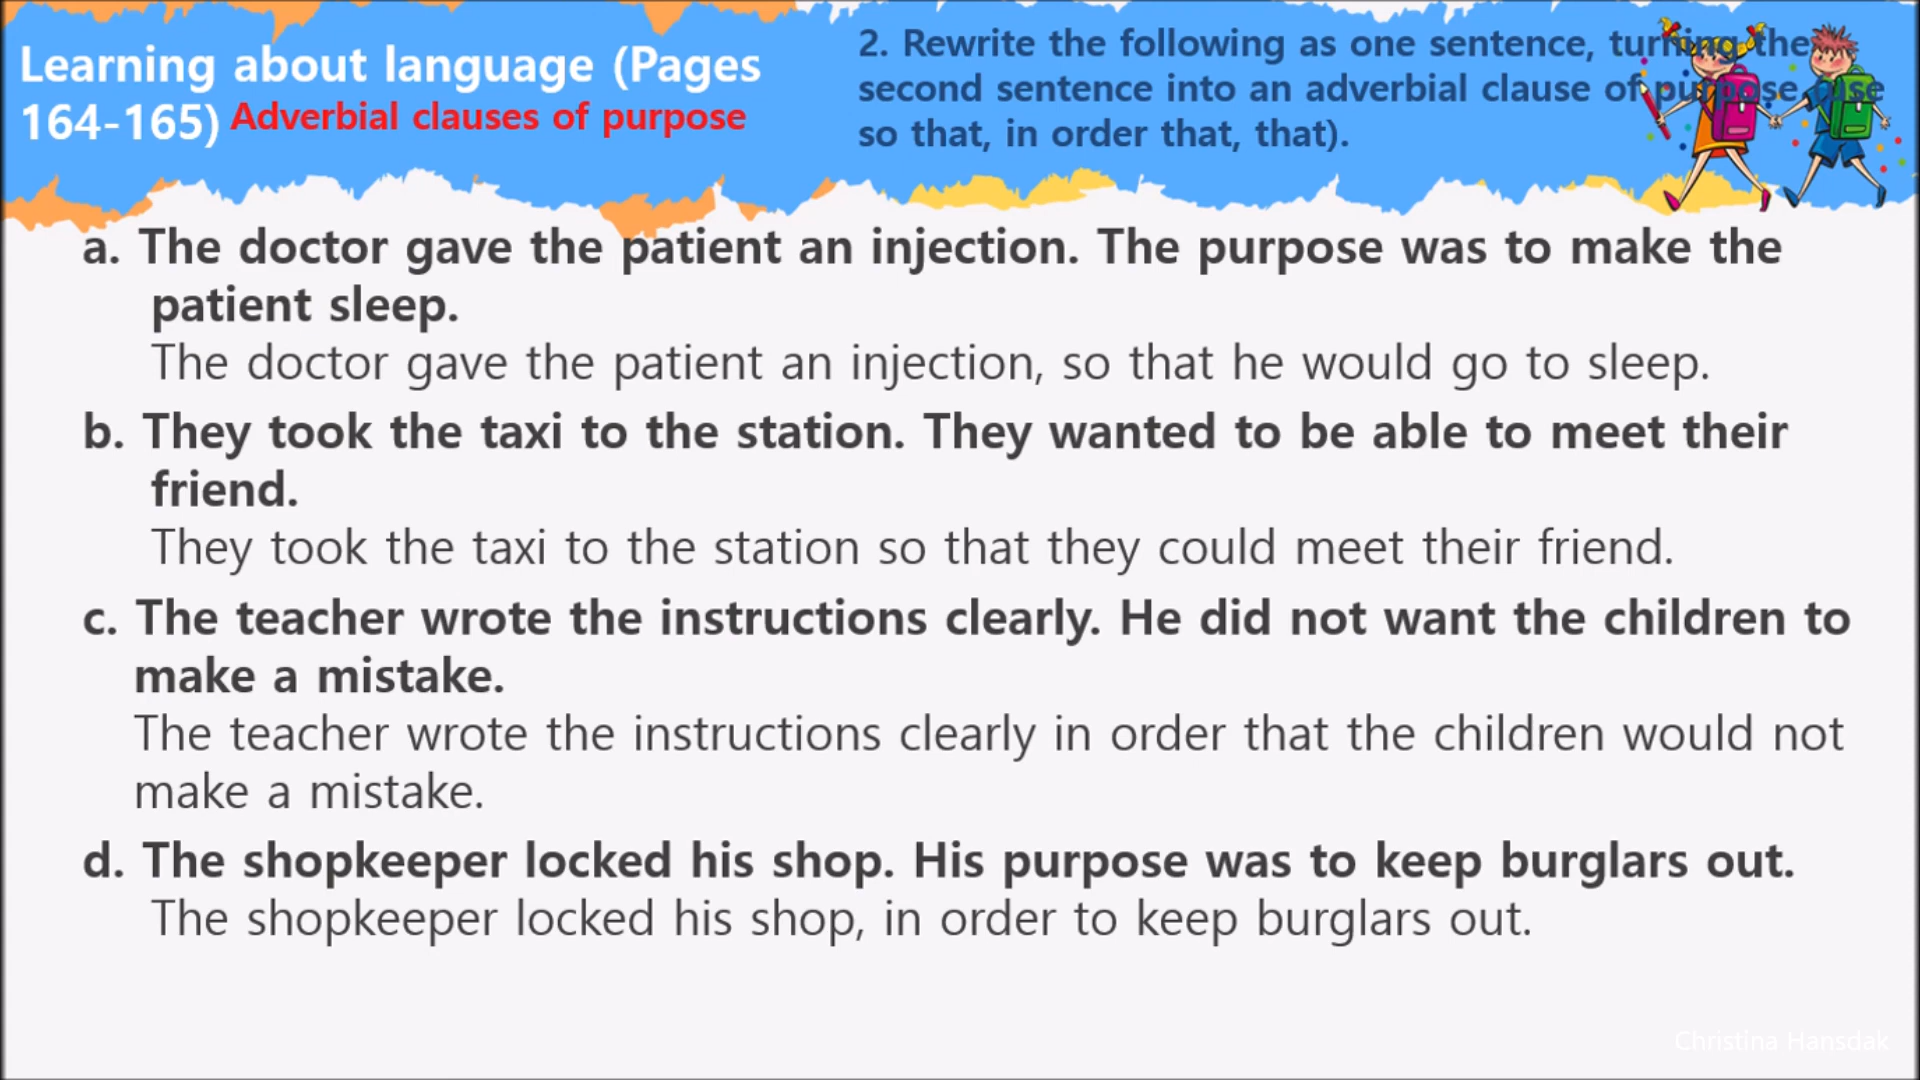 Learning about language (Pages
164-165) Adverbial clauses of purpose
2. Rewrite the following as one sentence, turning the
second sentence into an adverbial clause of purpose, use
so that, in order that, that).
a. The doctor gave the patient an injection. The purpose was to make the
patient sleep.
The doctor gave the patient an injection, so that he would go to sleep.
b. They took the taxi to the station. They wanted to be able to meet their
friend.
They took the taxi to the station so that they could meet their friend.
c. The teacher wrote the instructions clearly. He did not want the children to
make a mistake.
The teacher wrote the instructions clearly in order that the children would not
make a mistake.
d. The shopkeeper locked his shop. His purpose was to keep burglars out.
The shopkeeper locked his shop, in order to keep burglars out.
Christina Hansdak